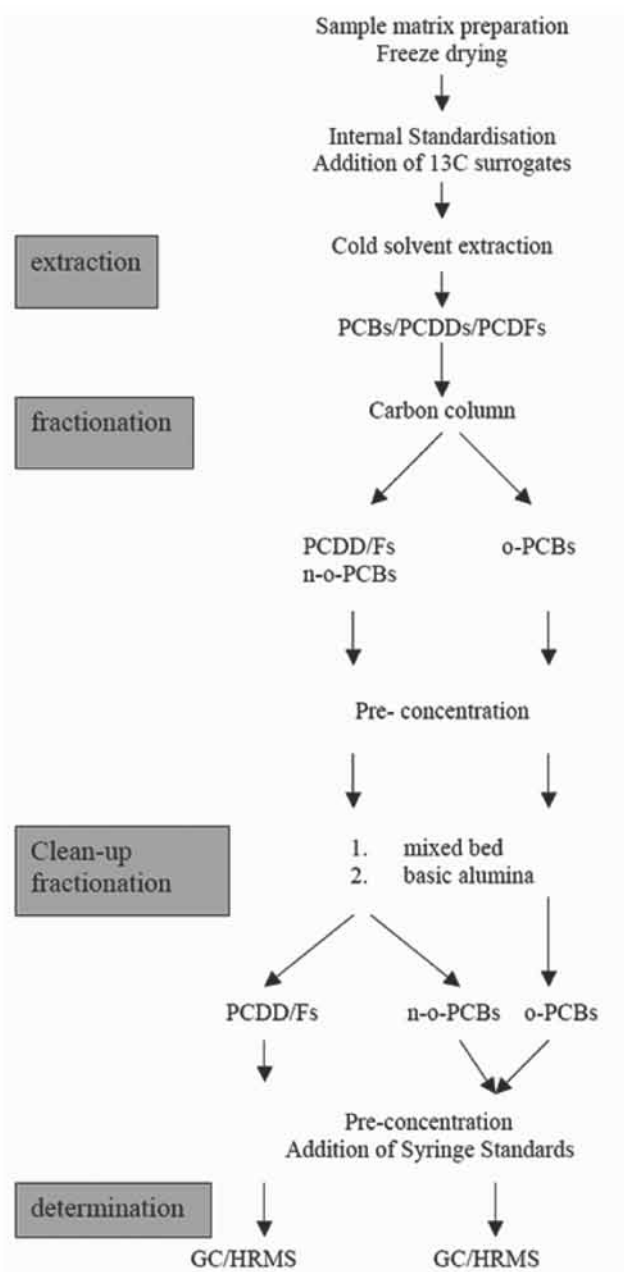 Sample matrix preparation
Freeze drying
Internal Standardisation
Addition of 13C surrogates
extraction
Cold solvent extraction
PCBs/PCDDs/PCDFs
fractionation
Carbon column
PCDD/Fs
n-o-PCBs
o-PCBs
Pre- concentration
Clean-up
fractionation
1. mixed bed
2. basic alumina
PCDD/Fs
n-o-PCBs
o-PCBs
Pre-concentration
Addition of Syringe Standards
determination
GC/HRMS
GC/HRMS